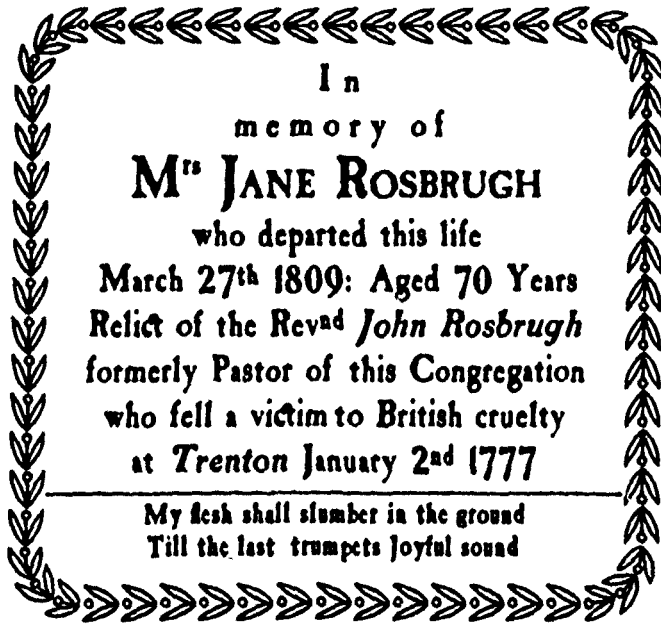 In
memory of
Mrs JANE ROSBRUGH
who departed this life
March 27th 1809: Aged 70 Years
Relict of the Revnd John Rosbrugh
formerly Pastor of this Congregation
who fell a victim to British cruelty
at Trenton January 2nd 1777
My flesh shall slumber in the ground
Till the last trumpets Joyful sound